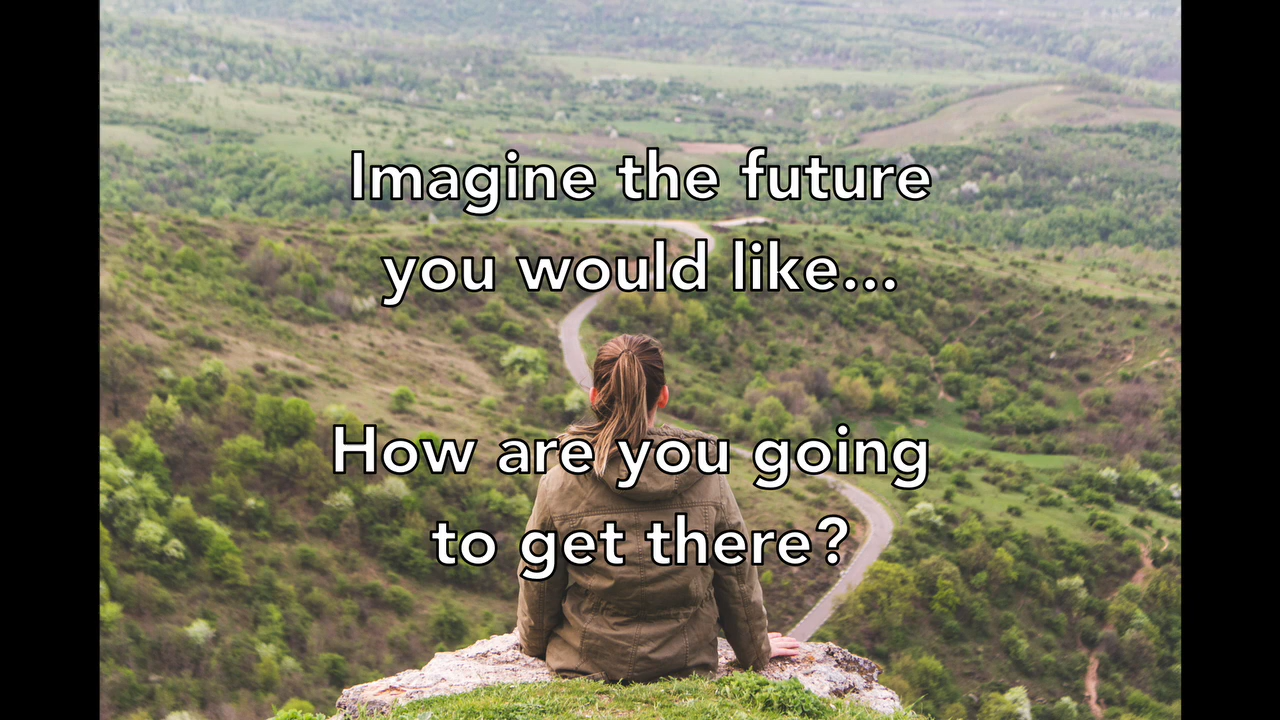 Imagine the future
you would like...
How are you going
to get there?